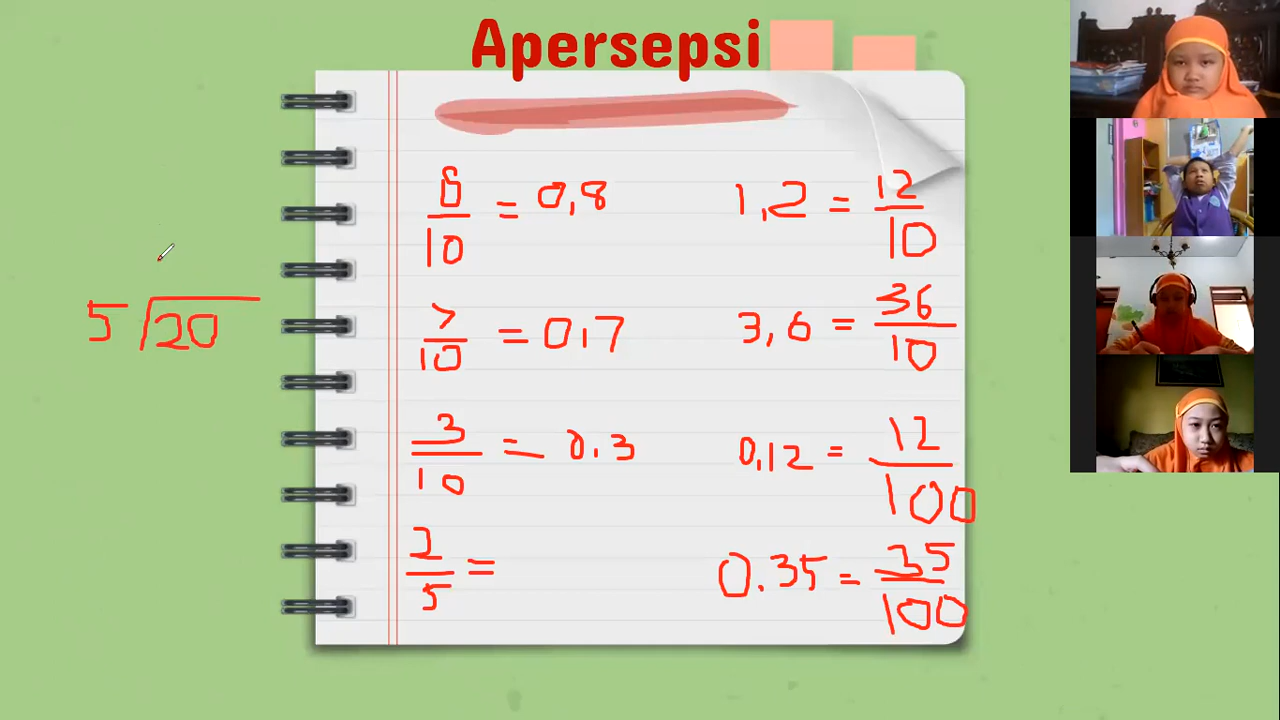 Apersepsi
8/10 = 0,8
1,2 = 12/10
7/10 = 0,7
3,6 = 36/10
5 √20
3/10 = 0.3
0,12 = 12/100
2/5 =
0.35 = 35/100